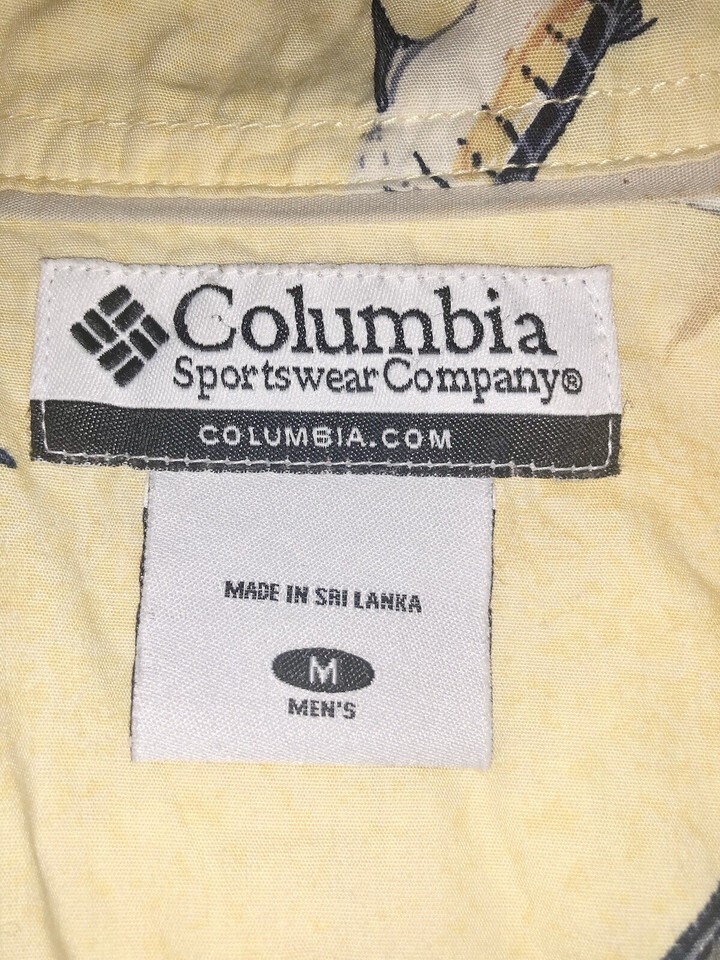 Columbia
Sportswear Company®
COLUMBIA.COM
MADE IN SRI LANKA
M
MEN'S